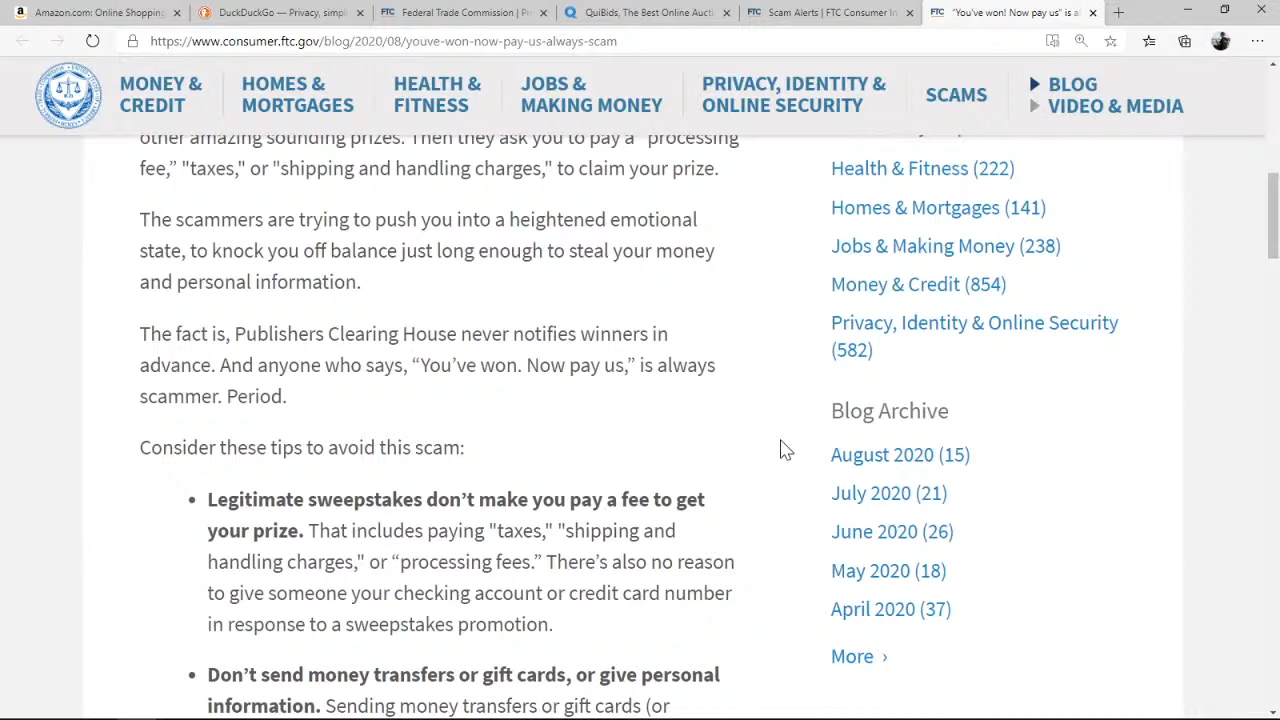 Amazon.com: Online Shopping
DuckDuckGo — Privacy, simpli
FTC Federal Trade Commission | Pr
QuiBids, The Best Online Aucti
FTC Scam Alerts | FTC Consumer In
FTC "You've won! Now pay us" is a
https://www.consumer.ftc.gov/blog/2020/08/youve-won-now-pay-us-always-scam
MONEY &
CREDIT
HOMES &
MORTGAGES
HEALTH &
FITNESS
JOBS &
MAKING MONEY
PRIVACY, IDENTITY &
ONLINE SECURITY
SCAMS
BLOG
VIDEO & MEDIA
other amazing sounding prizes. Then they ask you to pay a "processing
fee,” "taxes," or "shipping and handling charges," to claim your prize.
The scammers are trying to push you into a heightened emotional
state, to knock you off balance just long enough to steal your money
and personal information.
The fact is, Publishers Clearing House never notifies winners in
advance. And anyone who says, “You’ve won. Now pay us,” is always
scammer. Period.
Consider these tips to avoid this scam:
• Legitimate sweepstakes don’t make you pay a fee to get
your prize. That includes paying "taxes," "shipping and
handling charges," or “processing fees.” There’s also no reason
to give someone your checking account or credit card number
in response to a sweepstakes promotion.
• Don’t send money transfers or gift cards, or give personal
information. Sending money transfers or gift cards (or
Health & Fitness (222)
Homes & Mortgages (141)
Jobs & Making Money (238)
Money & Credit (854)
Privacy, Identity & Online Security
(582)
Blog Archive
August 2020 (15)
July 2020 (21)
June 2020 (26)
May 2020 (18)
April 2020 (37)
More ›